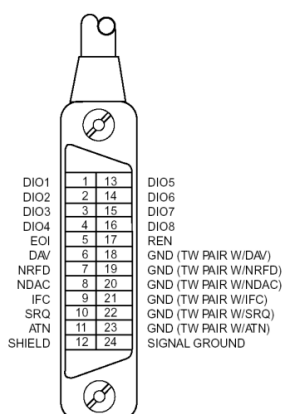 DIO1 1 13 DIO5
DIO2 2 14 DIO6
DIO3 3 15 DIO7
DIO4 4 16 DIO8
EOI 5 17 REN
DAV 6 18 GND (TW PAIR W/DAV)
NRFD 7 19 GND (TW PAIR W/NRFD)
NDAC 8 20 GND (TW PAIR W/NDAC)
IFC 9 21 GND (TW PAIR W/IFC)
SRQ 10 22 GND (TW PAIR W/SRQ)
ATN 11 23 GND (TW PAIR W/ATN)
SHIELD 12 24 SIGNAL GROUND